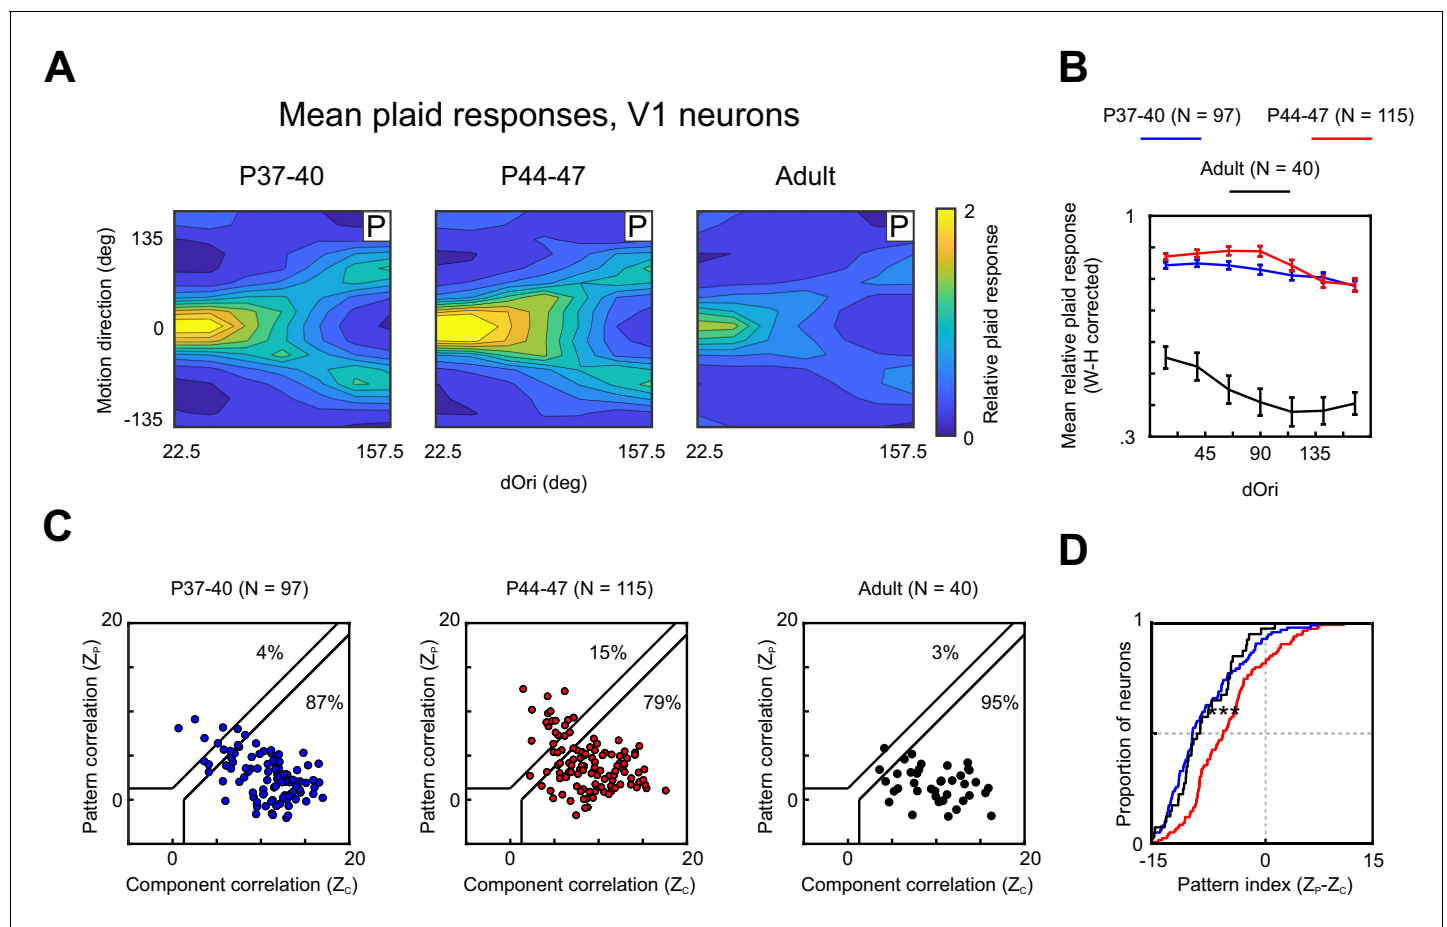 A
Mean plaid responses, V1 neurons
P37-40
P44-47
Adult
P
P
P
Motion direction (deg)
135
0
-135
22.5
157.5
22.5
157.5
22.5
157.5
dOri (deg)
2
0
Relative plaid response
B
P37-40 (N = 97)
P44-47 (N = 115)
Adult (N = 40)
Mean relative plaid response
(W-H corrected)
1
.3
45
90
135
dOri
C
P37-40 (N = 97)
Pattern correlation (ZP)
20
0
4%
87%
0
20
Component correlation (ZC)
P44-47 (N = 115)
Pattern correlation (ZP)
20
0
15%
79%
0
20
Component correlation (ZC)
Adult (N = 40)
Pattern correlation (ZP)
20
0
3%
95%
0
20
Component correlation (ZC)
D
Proportion of neurons
1
0
***
-15
0
15
Pattern index (ZP-ZC)